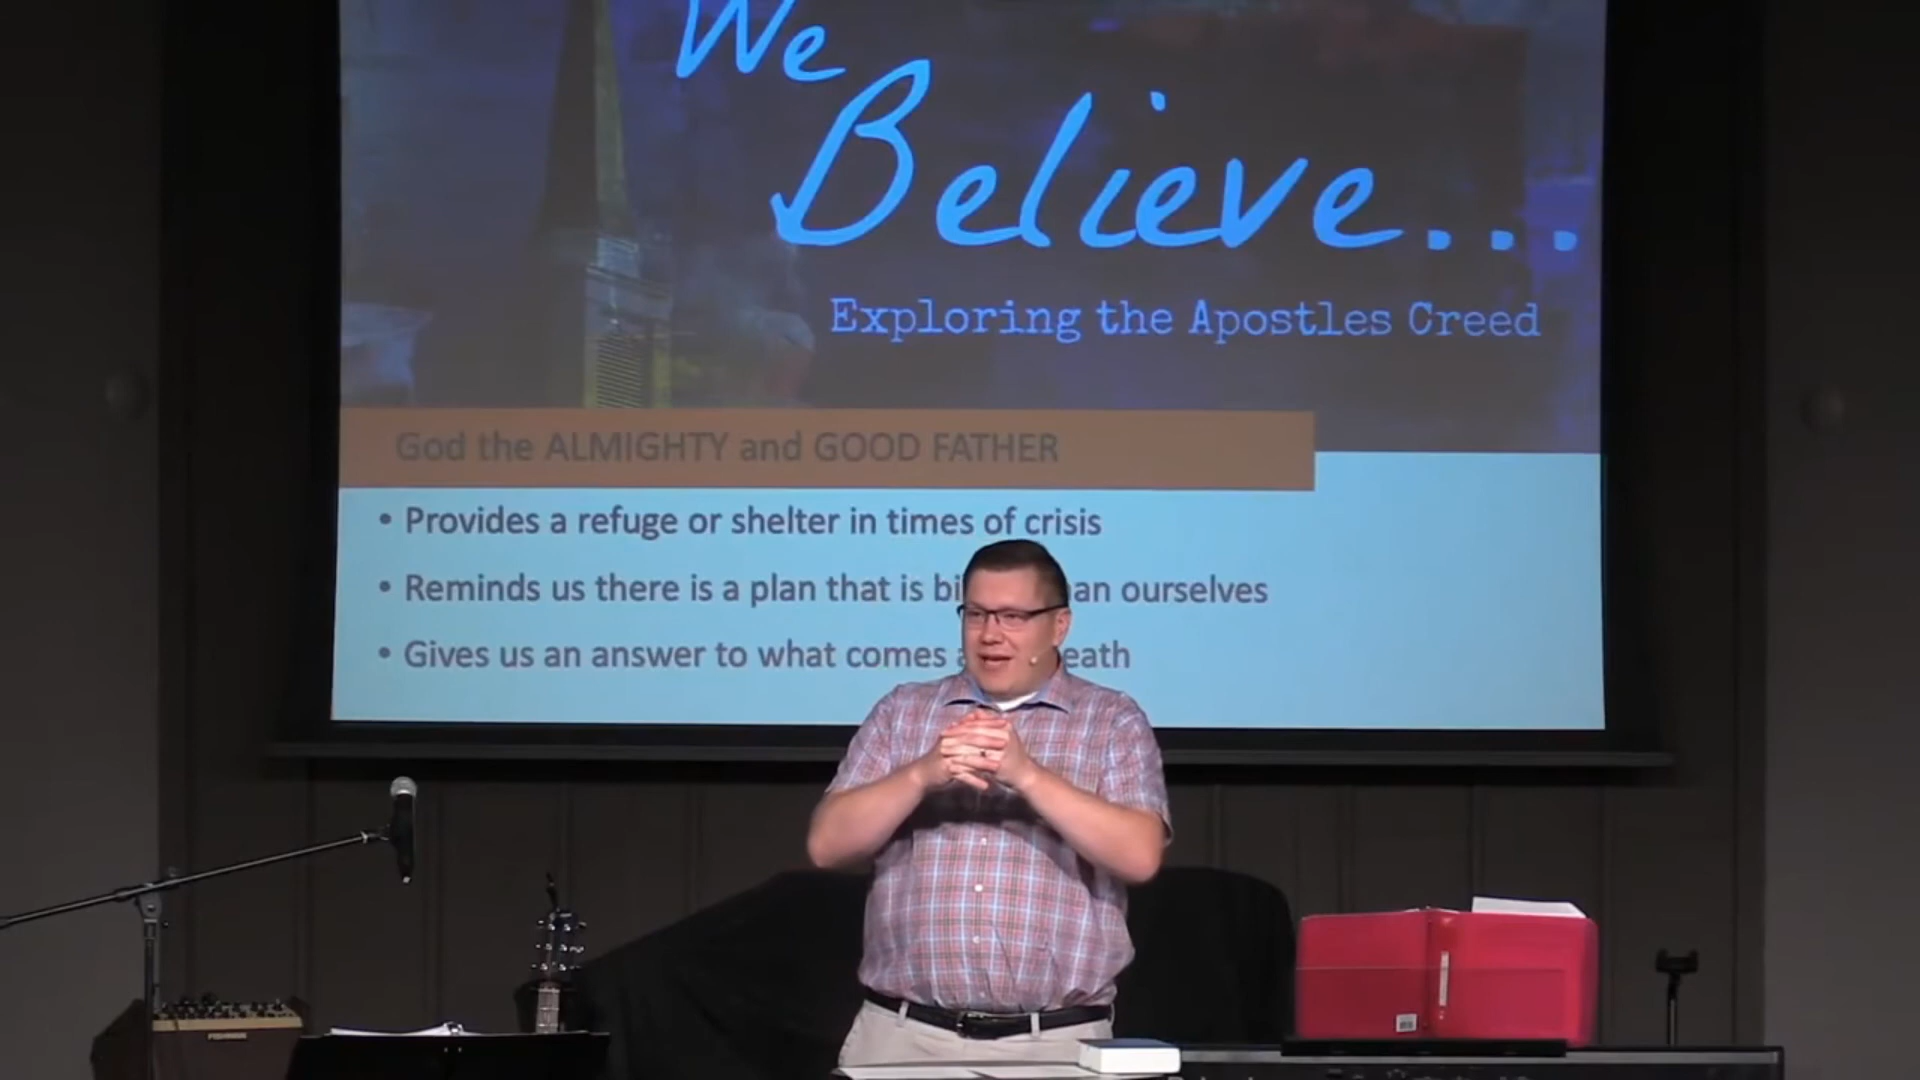 We
Believe...
Exploring the Apostles Creed
God the ALMIGHTY and GOOD FATHER
• Provides a refuge or shelter in times of crisis
• Reminds us there is a plan that is bi an ourselves
• Gives us an answer to what comes a eath
FISHMAN